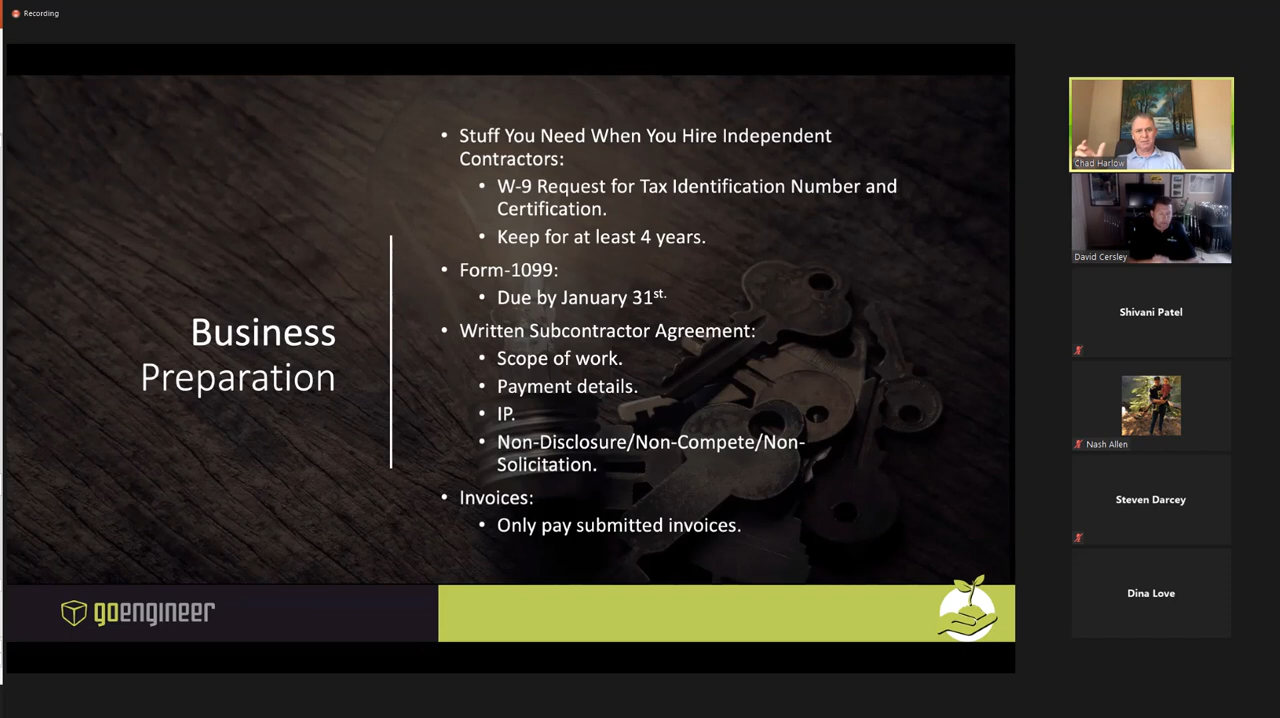 Recording
Business
Preparation
• Stuff You Need When You Hire Independent
Contractors:
• W-9 Request for Tax Identification Number and
Certification.
• Keep for at least 4 years.
• Form-1099:
• Due by January 31st.
• Written Subcontractor Agreement:
• Scope of work.
• Payment details.
• IP.
• Non-Disclosure/Non-Compete/Non-
Solicitation.
• Invoices:
• Only pay submitted invoices.
goengineer
Chad Harlow
David Cersley
Shivani Patel
Nash Allen
Steven Darcey
Dina Love